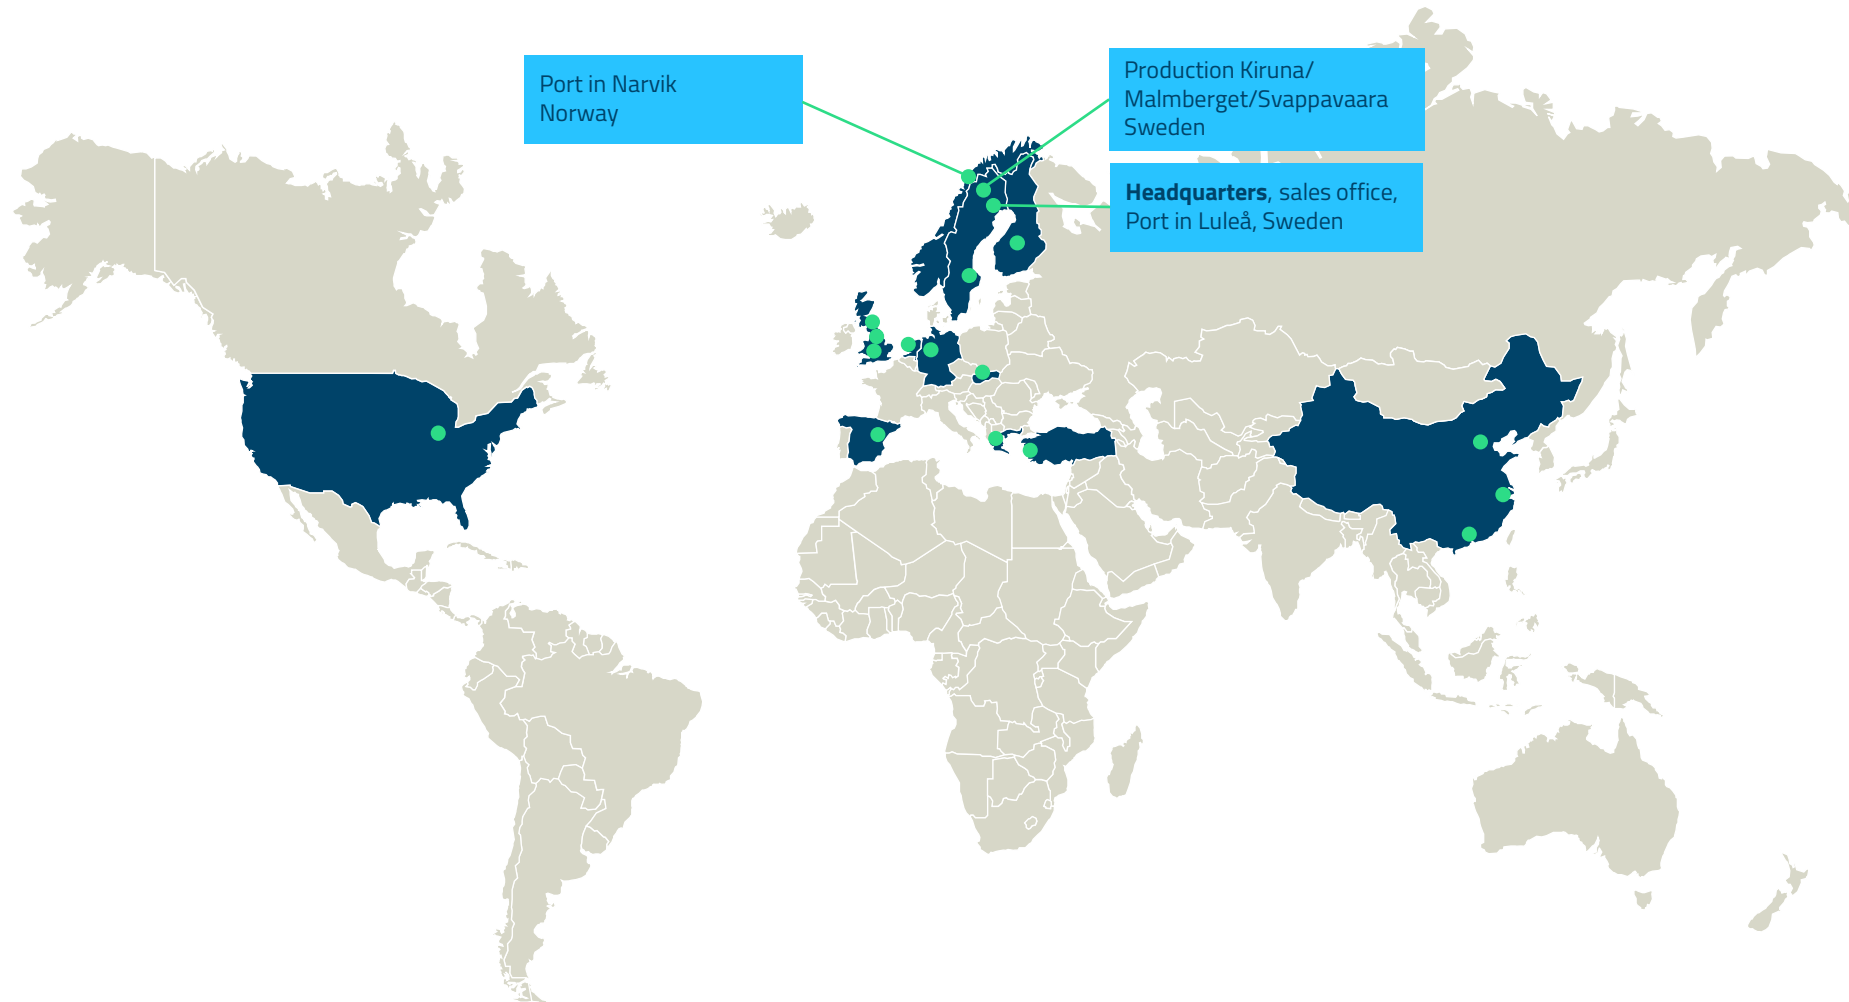 Port in Narvik
Norway
Production Kiruna/
Malmberget/Svappavaara
Sweden
Headquarters, sales office,
Port in Luleå, Sweden